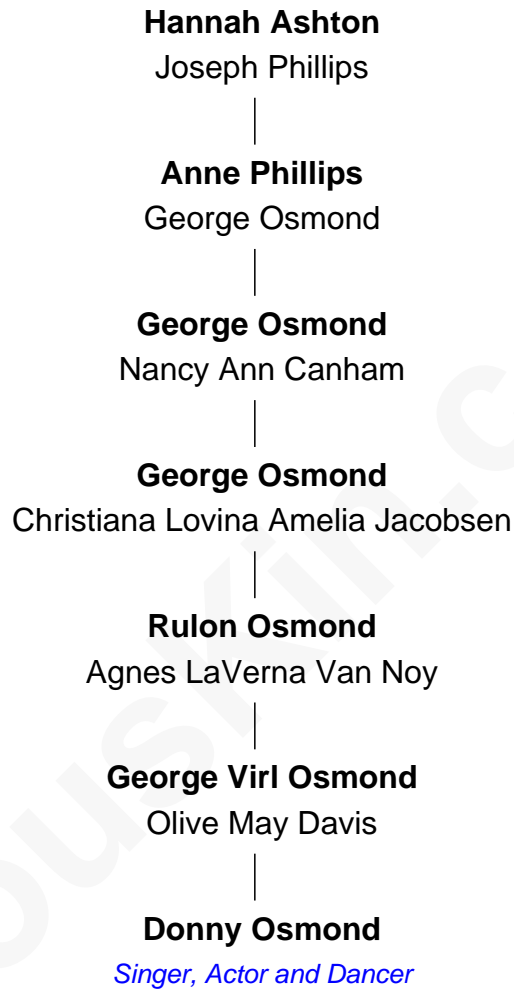 Hannah Ashton
Joseph Phillips
Anne Phillips
George Osmond
George Osmond
Nancy Ann Canham
George Osmond
Christiana Lovina Amelia Jacobsen
Rulon Osmond
Agnes LaVerna Van Noy
George Virl Osmond
Olive May Davis
Donny Osmond
Singer, Actor and Dancer